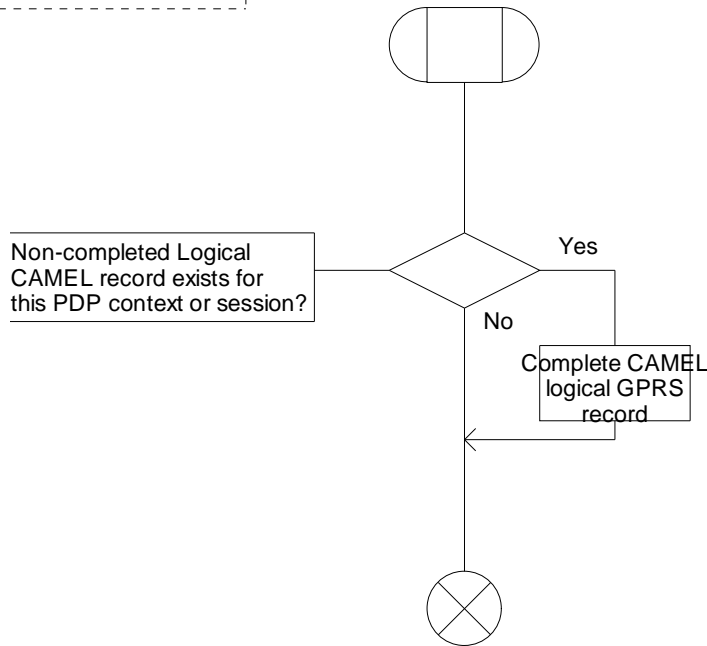 Non-completed Logical
CAMEL record exists for
this PDP context or session?
Yes
No
Complete CAMEL
logical GPRS
record